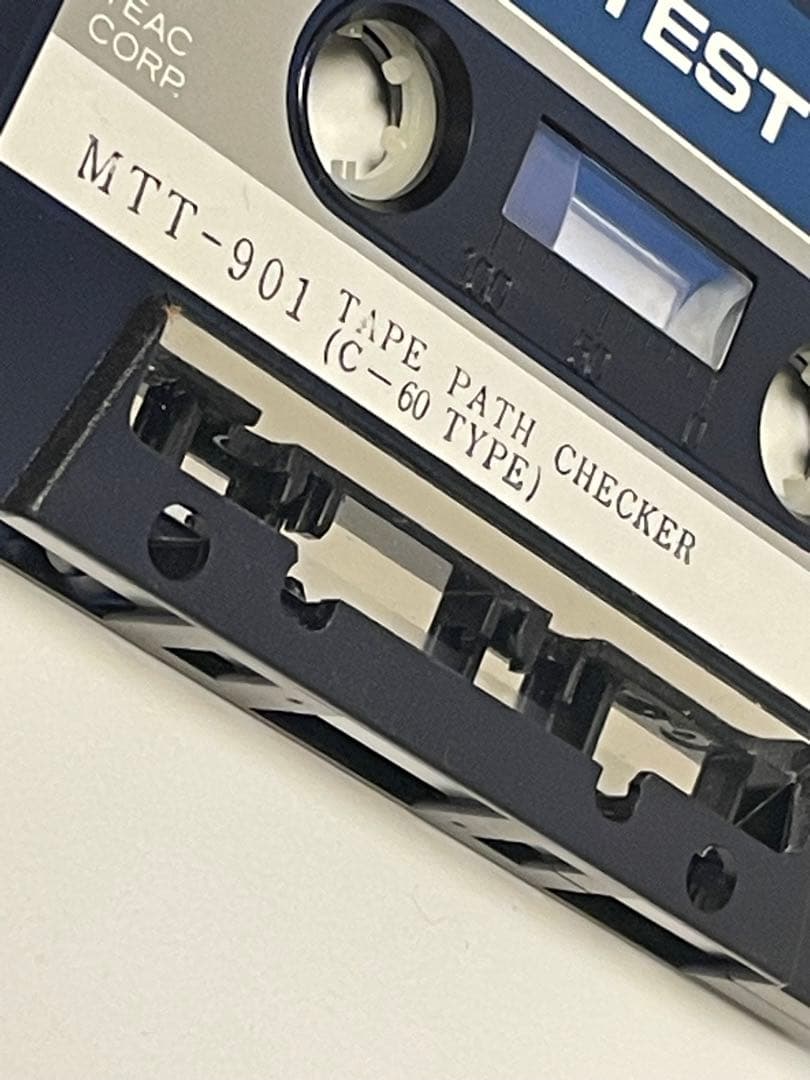 TEAC
CORP.
TEST
MTT-901 TAPE PATH CHECKER
(C-60 TYPE)
100
50
0